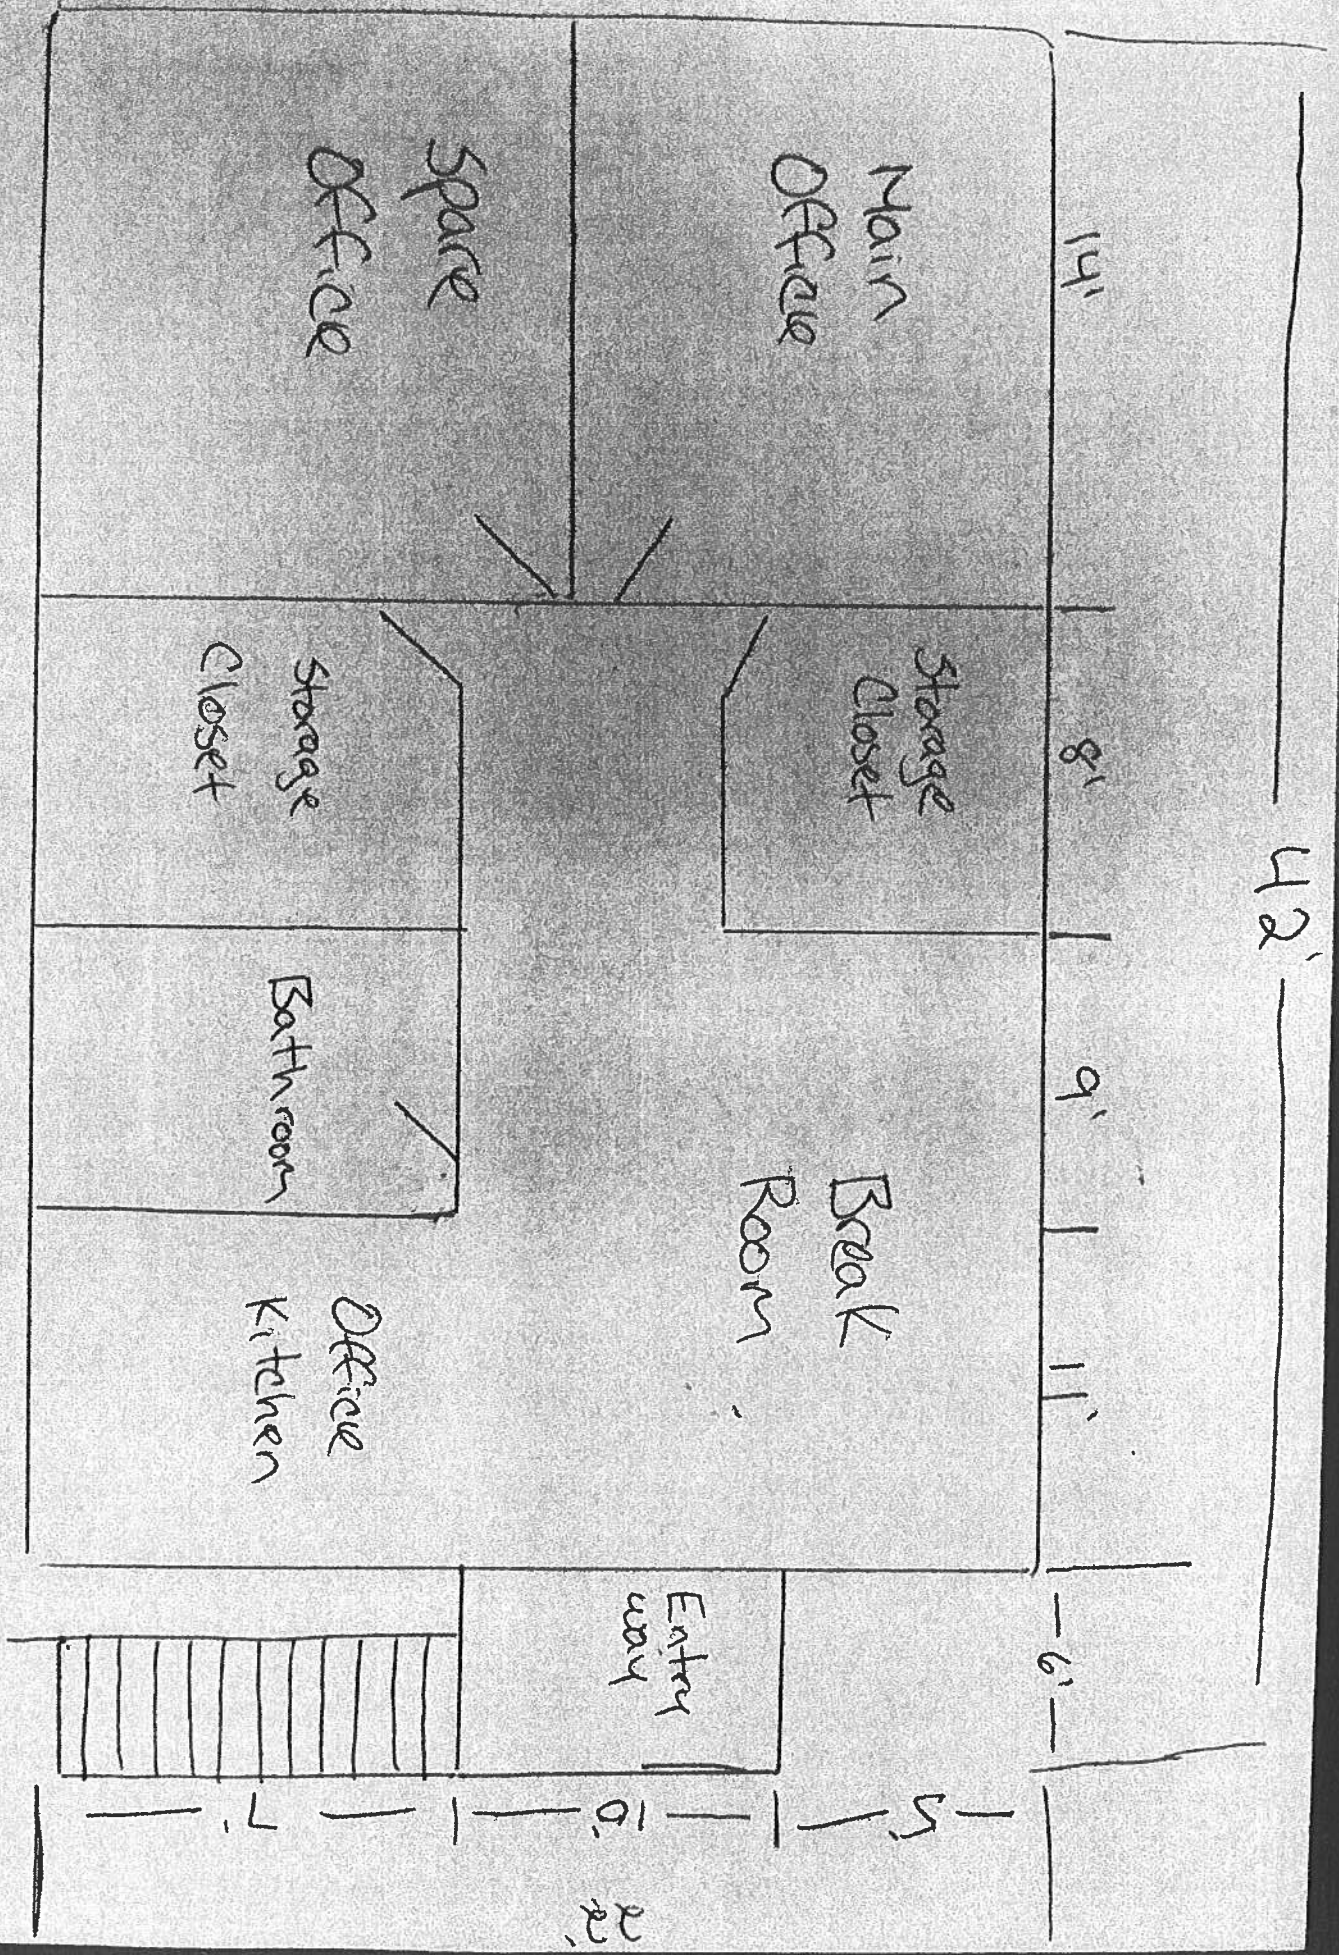 Main
Office
Spare
Office
14'
Storage
Closet
Storage
Closet
8'
42'
Bathroom
9'
Break
Room
Office
Kitchen
11'
Entry
way
6'
7'
10'
5'
22'